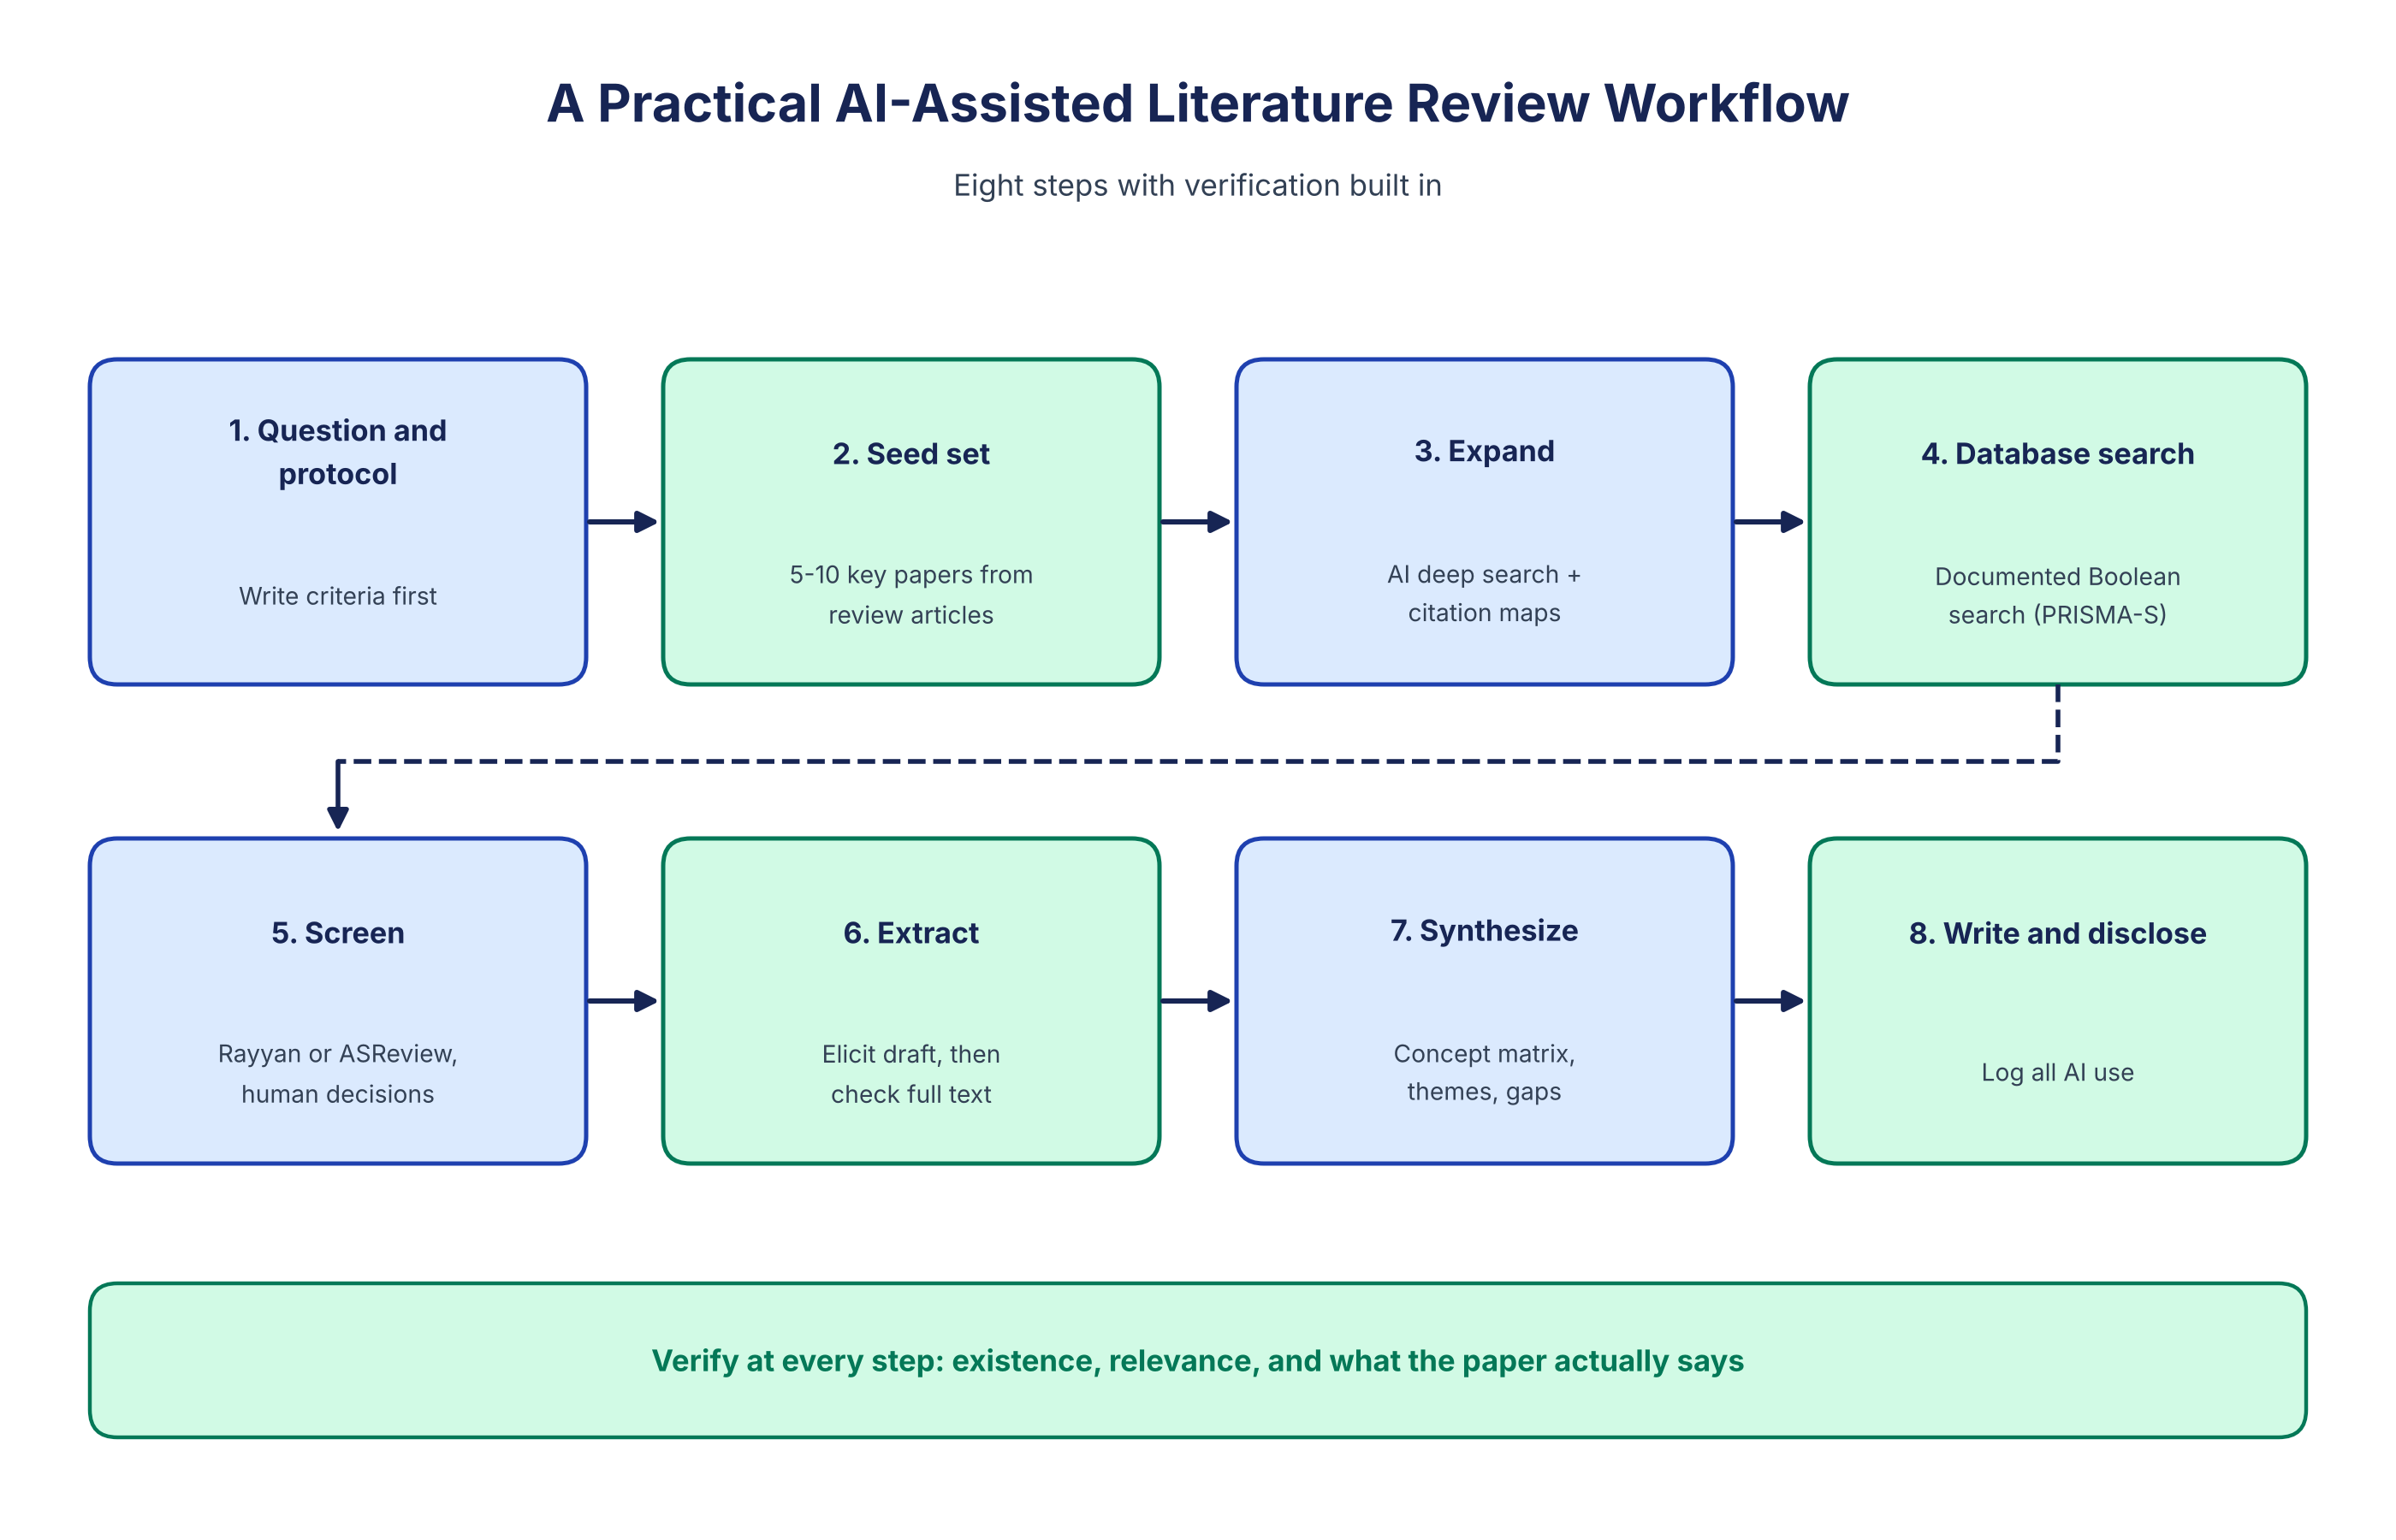 A Practical AI-Assisted Literature Review Workflow
Eight steps with verification built in
1. Question and
protocol
Write criteria first
2. Seed set
5-10 key papers from
review articles
3. Expand
AI deep search +
citation maps
4. Database search
Documented Boolean
search (PRISMA-S)
5. Screen
Rayyan or ASReview,
human decisions
6. Extract
Elicit draft, then
check full text
7. Synthesize
Concept matrix,
themes, gaps
8. Write and disclose
Log all AI use
Verify at every step: existence, relevance, and what the paper actually says